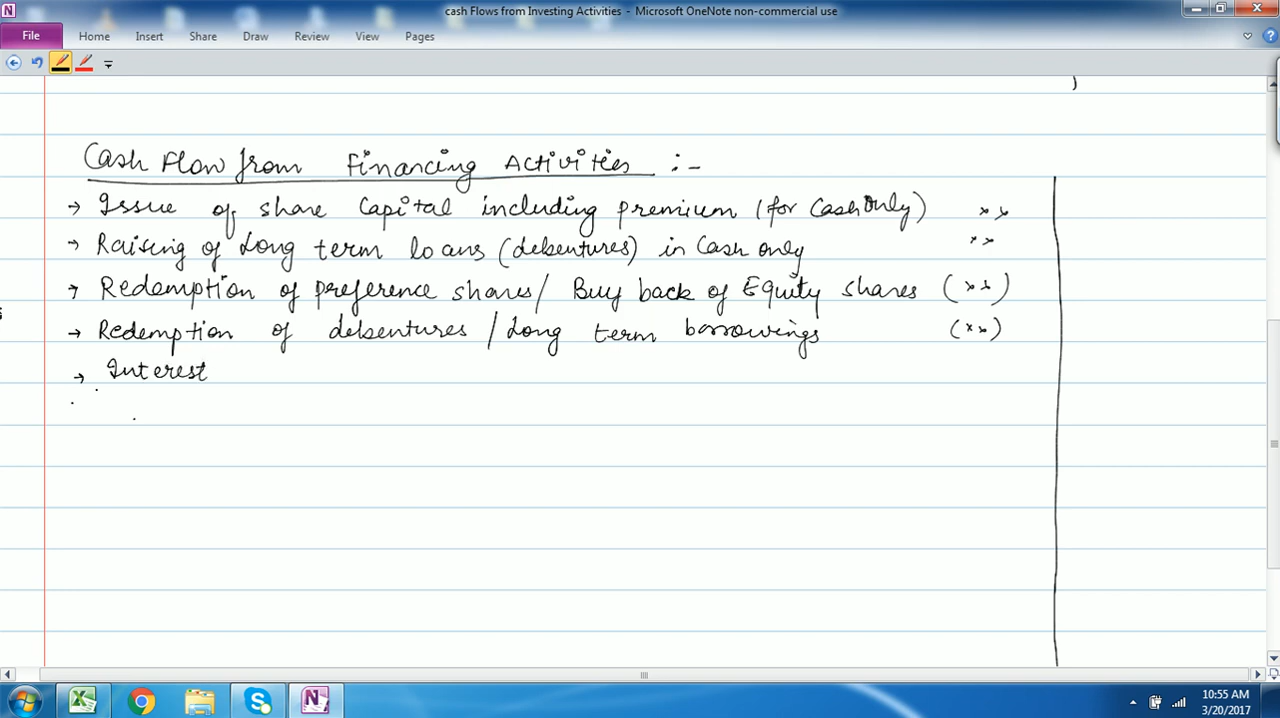 cash Flows from Investing Activities - Microsoft OneNote non-commercial use
File Home Insert Share Draw Review View Pages
Cash Flow from Financing Activities :-
→ Issue of share Capital including premium (for Cash Only) xx
→ Raising of Long term loans (debentures) in Cash only xx
→ Redemption of preference shares/ Buy back of Equity shares (xx)
→ Redemption of debentures / Long term borrowings (xx)
→ Interest
10:55 AM
3/20/2017